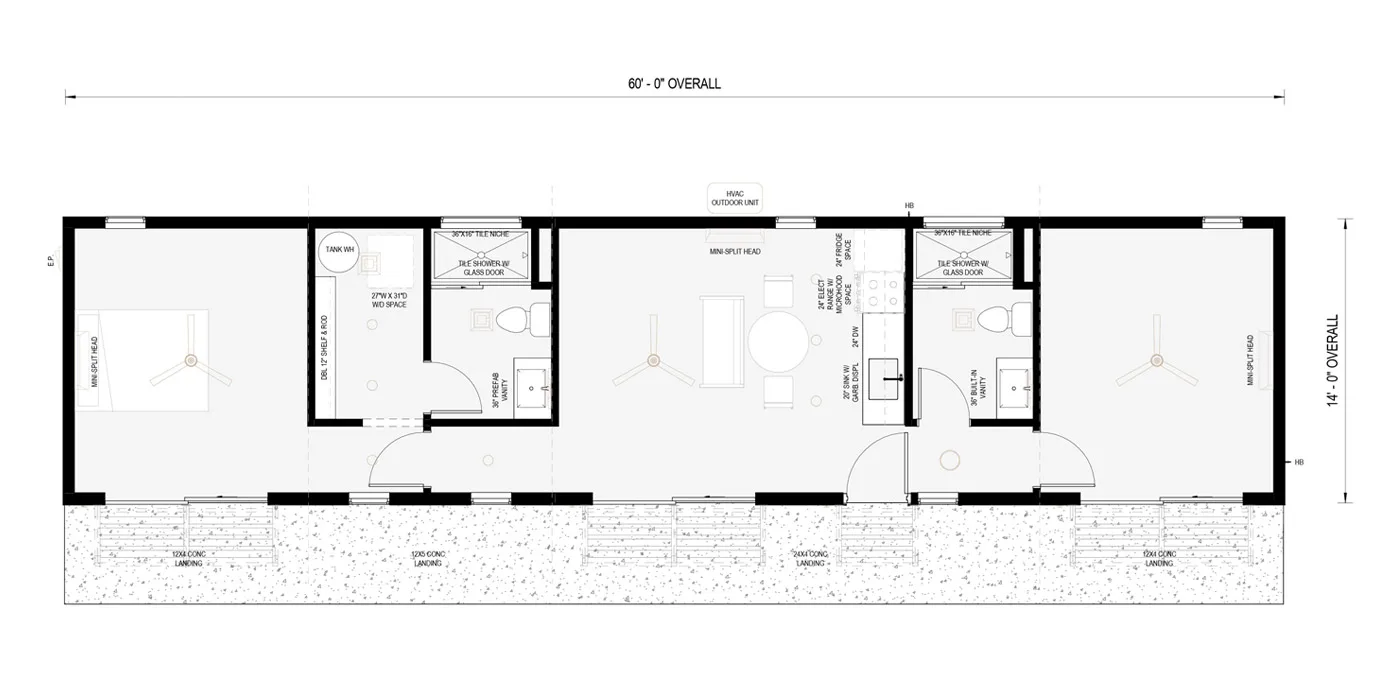 60' - 0" OVERALL
HVAC
OUTDOOR UNIT
HB
E.P.
TANK WH
27"W X 31"D
W/D SPACE
DBL 12" SHELF & ROD
MINI-SPLIT HEAD
36"X16" TILE NICHE
TILE SHOWER W/
GLASS DOOR
36" PREFAB
VANITY
MINI-SPLIT HEAD
24" FRIDGE
SPACE
24" ELECT
RANGE W/
MICROHOOD
SPACE
24" DW
20" SINK W/
GARB. DISPL
36"X16" TILE NICHE
TILE SHOWER W/
GLASS DOOR
36" BUILT-IN
VANITY
MINI-SPLIT HEAD
14' - 0" OVERALL
HB
12X4 CONC
LANDING
12X5 CONC
LANDING
24X4 CONC
LANDING
12X4 CONC
LANDING